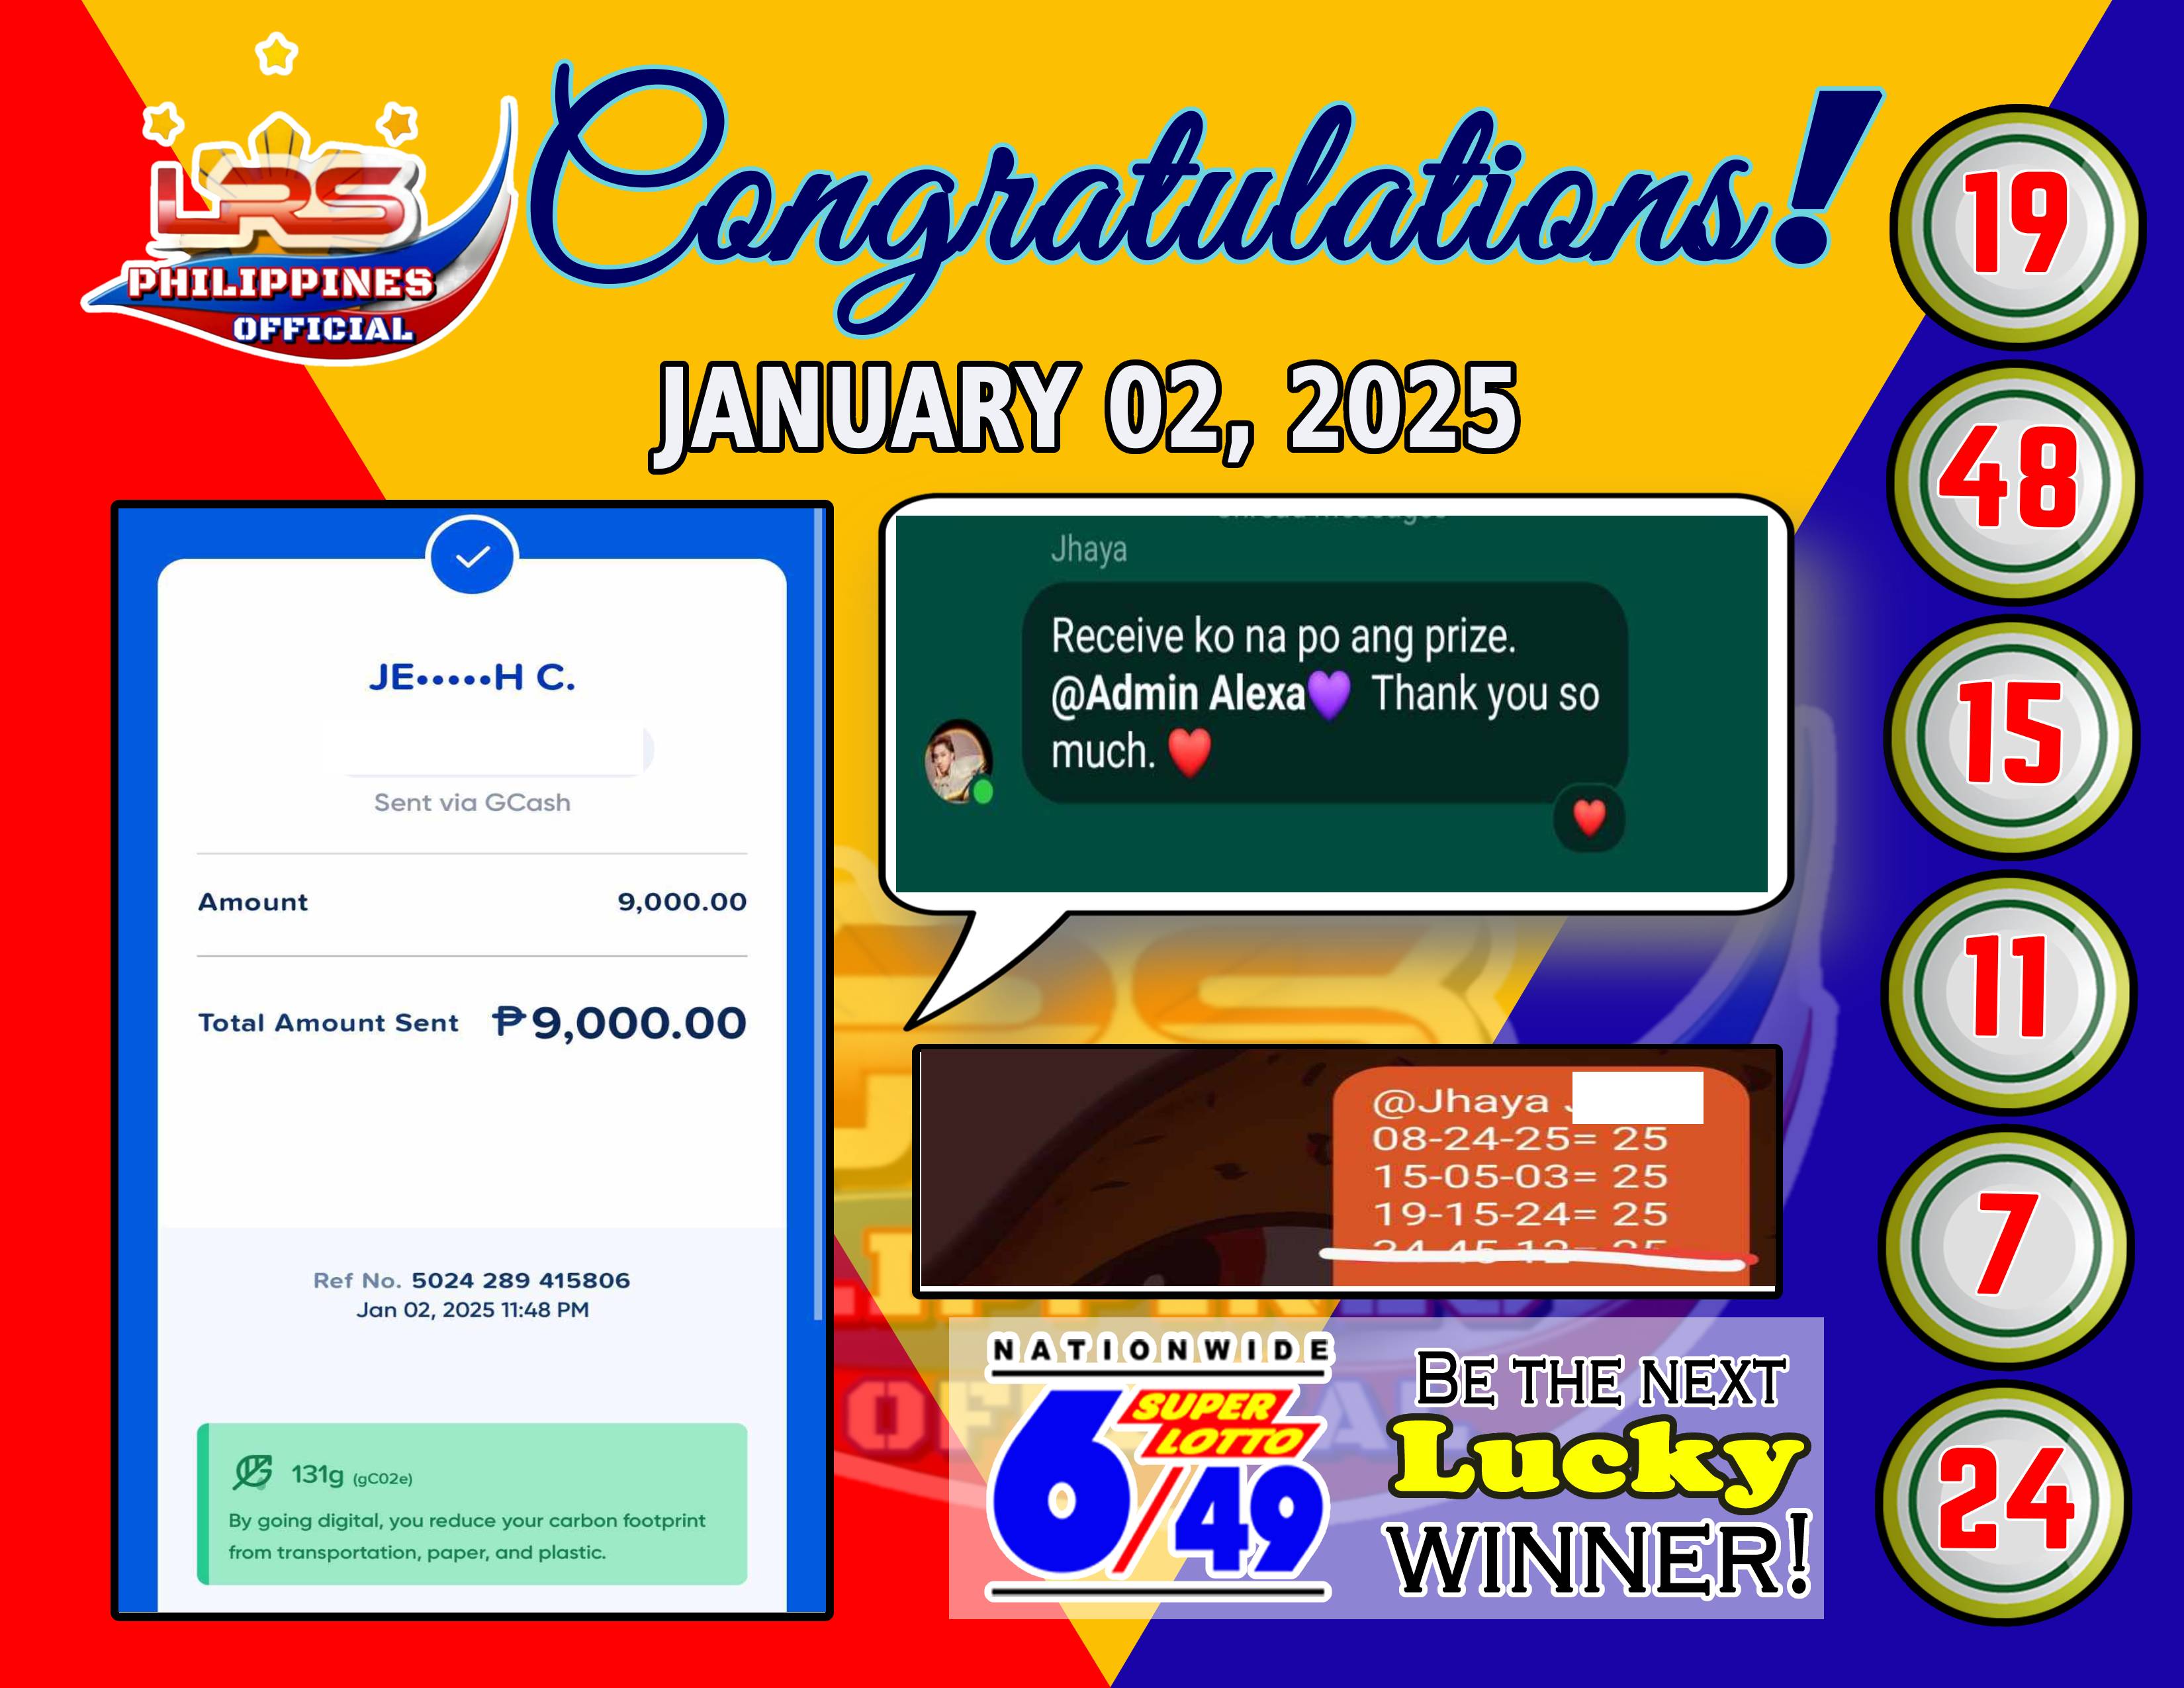 LRS
PHILIPPINES
OFFICIAL
Congratulations!
JANUARY 02, 2025
JE•••••H C.
Sent via GCash
Amount 9,000.00
Total Amount Sent ₱9,000.00
Ref No. 5024 289 415806
Jan 02, 2025 11:48 PM
131g (gCO2e)
By going digital, you reduce your carbon footprint
from transportation, paper, and plastic.
Jhaya
Receive ko na po ang prize.
@Admin Alexa💜 Thank you so
much. ❤️
@Jhaya
08-24-25= 25
15-05-03= 25
19-15-24= 25
NATIONWIDE
SUPER
LOTTO
6/49
BE THE NEXT
Lucky
WINNER!
19
48
15
11
7
24